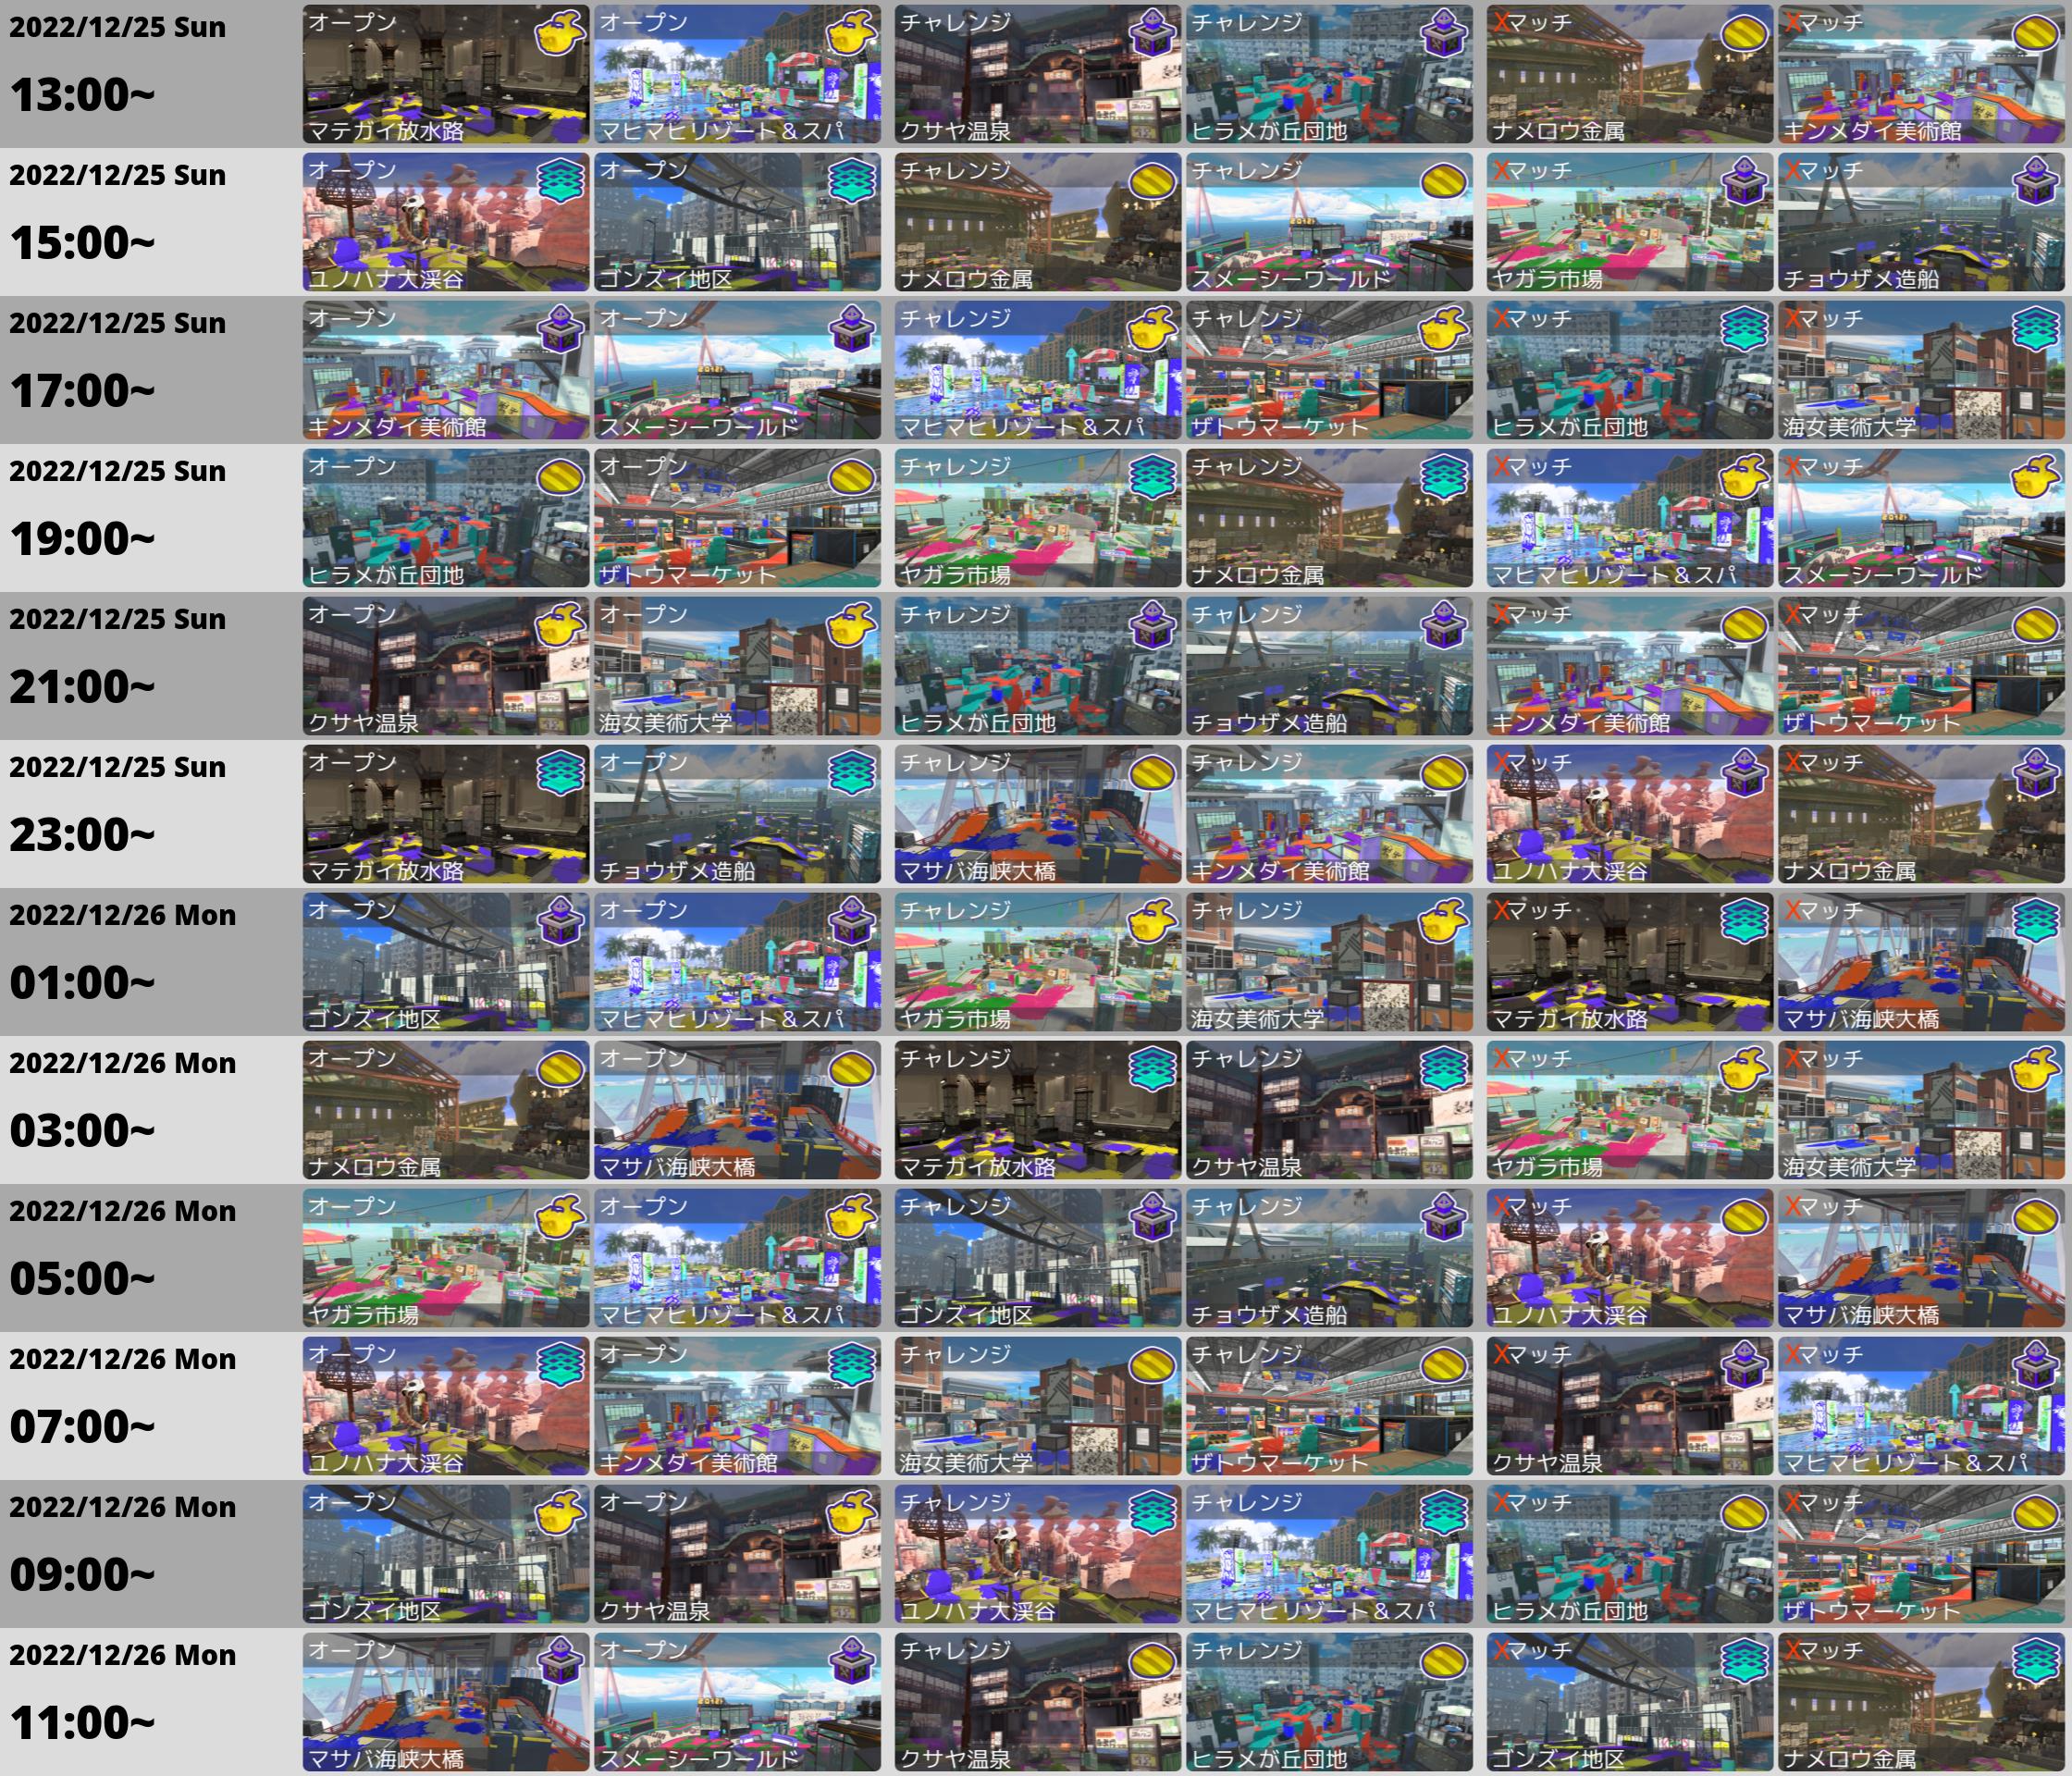 2022/12/25 Sun
13:00~
オープン オープン チャレンジ チャレンジ Xマッチ Xマッチ
マテガイ放水路 マヒマヒリゾート＆スパ クサヤ温泉 ヒラメが丘団地 ナメロウ金属 キンメダイ美術館
2022/12/25 Sun
15:00~
オープン オープン チャレンジ チャレンジ Xマッチ Xマッチ
ユノハナ大渓谷 ゴンズイ地区 ナメロウ金属 スメーシーワールド ヤガラ市場 チョウザメ造船
2022/12/25 Sun
17:00~
オープン オープン チャレンジ チャレンジ Xマッチ Xマッチ
キンメダイ美術館 スメーシーワールド マヒマヒリゾート＆スパ ザトウマーケット ヒラメが丘団地 海女美術大学
2022/12/25 Sun
19:00~
オープン オープン チャレンジ チャレンジ Xマッチ Xマッチ
ヒラメが丘団地 ザトウマーケット ヤガラ市場 ナメロウ金属 マヒマヒリゾート＆スパ スメーシーワールド
2022/12/25 Sun
21:00~
オープン オープン チャレンジ チャレンジ Xマッチ Xマッチ
クサヤ温泉 海女美術大学 ヒラメが丘団地 チョウザメ造船 キンメダイ美術館 ザトウマーケット
2022/12/25 Sun
23:00~
オープン オープン チャレンジ チャレンジ Xマッチ Xマッチ
マテガイ放水路 チョウザメ造船 マサバ海峡大橋 キンメダイ美術館 ユノハナ大渓谷 ナメロウ金属
2022/12/26 Mon
01:00~
オープン オープン チャレンジ チャレンジ Xマッチ Xマッチ
ゴンズイ地区 マヒマヒリゾート＆スパ ヤガラ市場 海女美術大学 マテガイ放水路 マサバ海峡大橋
2022/12/26 Mon
03:00~
オープン オープン チャレンジ チャレンジ Xマッチ Xマッチ
ナメロウ金属 マサバ海峡大橋 マテガイ放水路 クサヤ温泉 ヤガラ市場 海女美術大学
2022/12/26 Mon
05:00~
オープン オープン チャレンジ チャレンジ Xマッチ Xマッチ
ヤガラ市場 マヒマヒリゾート＆スパ ゴンズイ地区 チョウザメ造船 ユノハナ大渓谷 マサバ海峡大橋
2022/12/26 Mon
07:00~
オープン オープン チャレンジ チャレンジ Xマッチ Xマッチ
ユノハナ大渓谷 キンメダイ美術館 海女美術大学 ザトウマーケット クサヤ温泉 マヒマヒリゾート＆スパ
2022/12/26 Mon
09:00~
オープン オープン チャレンジ チャレンジ Xマッチ Xマッチ
ゴンズイ地区 クサヤ温泉 ユノハナ大渓谷 マヒマヒリゾート＆スパ ヒラメが丘団地 ザトウマーケット
2022/12/26 Mon
11:00~
オープン オープン チャレンジ チャレンジ Xマッチ Xマッチ
マサバ海峡大橋 スメーシーワールド クサヤ温泉 ヒラメが丘団地 ゴンズイ地区 ナメロウ金属